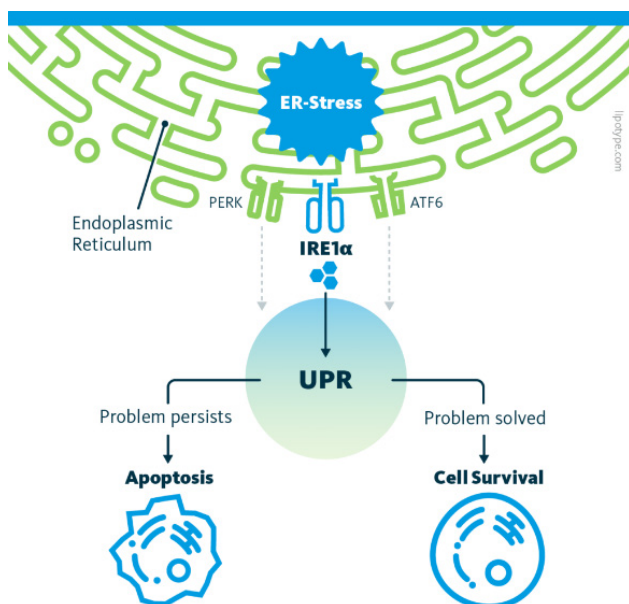 ER-Stress
lipotype.com
PERK
ATF6
Endoplasmic
Reticulum
IRE1α
UPR
Problem persists
Problem solved
Apoptosis
Cell Survival